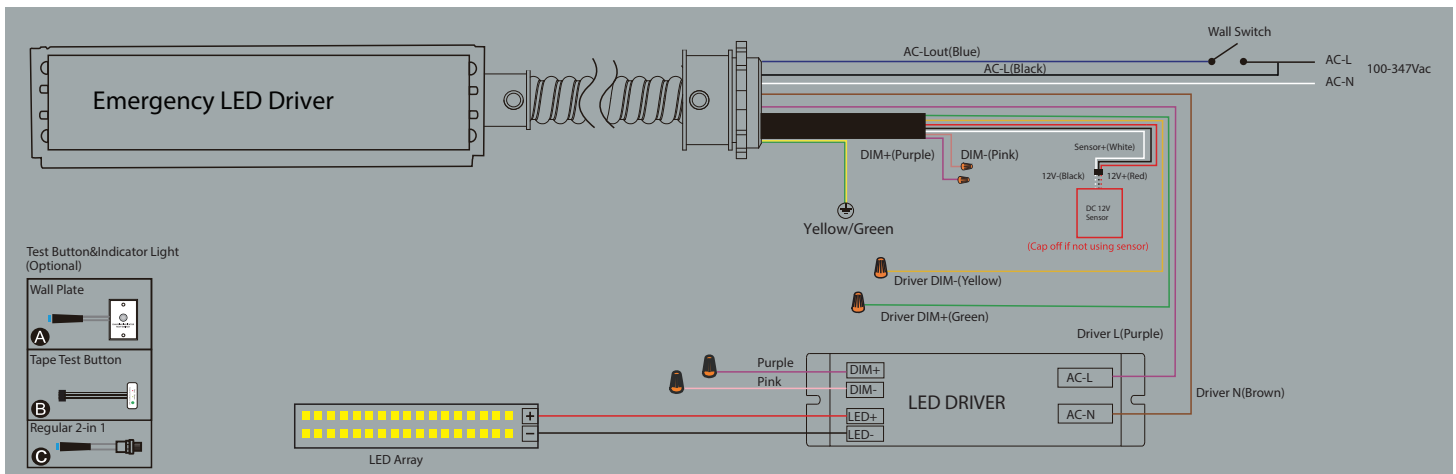 Emergency LED Driver
AC-Lout(Blue)
Wall Switch
AC-L(Black)
AC-L
100-347Vac
AC-N
DIM+(Purple)
DIM-(Pink)
Sensor+(White)
12V-(Black)
12V+(Red)
DC 12V
Sensor
(Cap off if not using sensor)
Yellow/Green
Driver DIM-(Yellow)
Driver DIM+(Green)
Driver L(Purple)
Driver N(Brown)
Test Button&Indicator Light
(Optional)
Wall Plate
A
Tape Test Button
B
Regular 2-in 1
C
Purple
Pink
DIM+
DIM-
LED+
LED-
LED DRIVER
AC-L
AC-N
+
−
LED Array